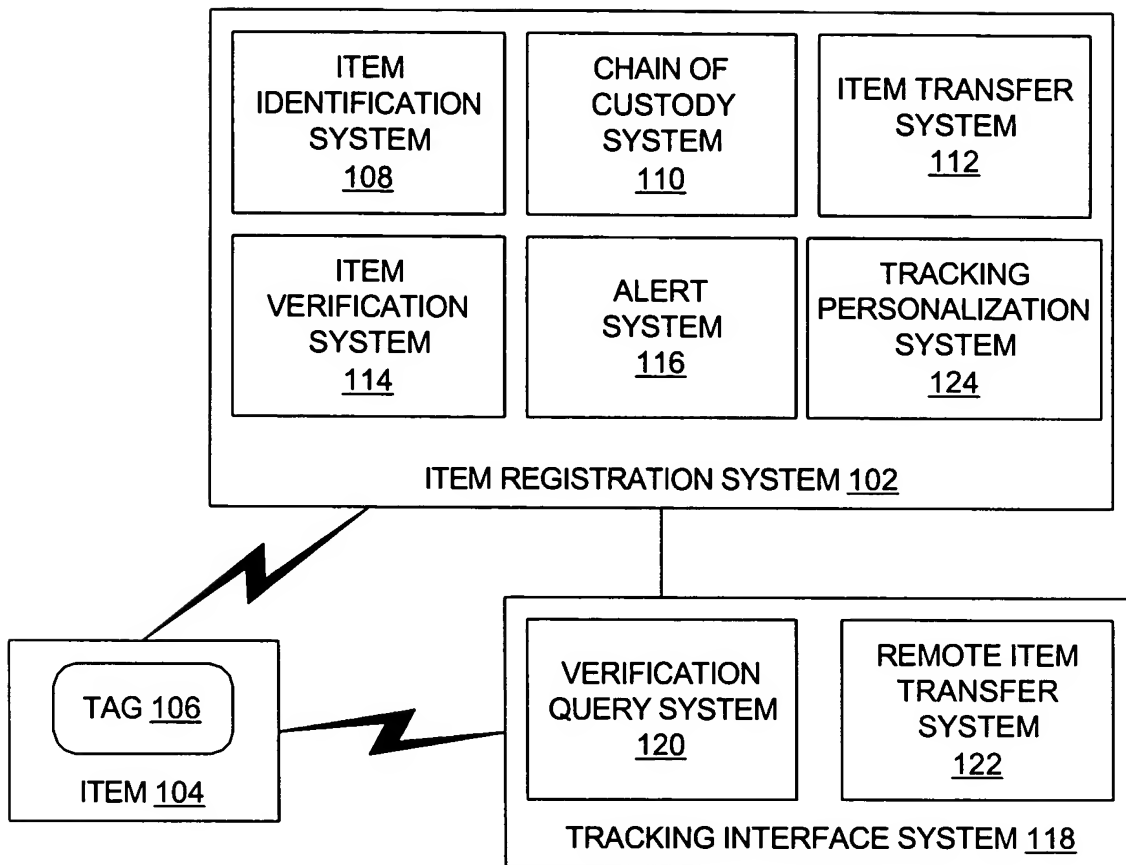 ITEM
IDENTIFICATION
SYSTEM
108
CHAIN OF
CUSTODY
SYSTEM
110
ITEM TRANSFER
SYSTEM
112
ITEM
VERIFICATION
SYSTEM
114
ALERT
SYSTEM
116
TRACKING
PERSONALIZATION
SYSTEM
124
ITEM REGISTRATION SYSTEM 102
TAG 106
ITEM 104
VERIFICATION
QUERY SYSTEM
120
REMOTE ITEM
TRANSFER
SYSTEM
122
TRACKING INTERFACE SYSTEM 118